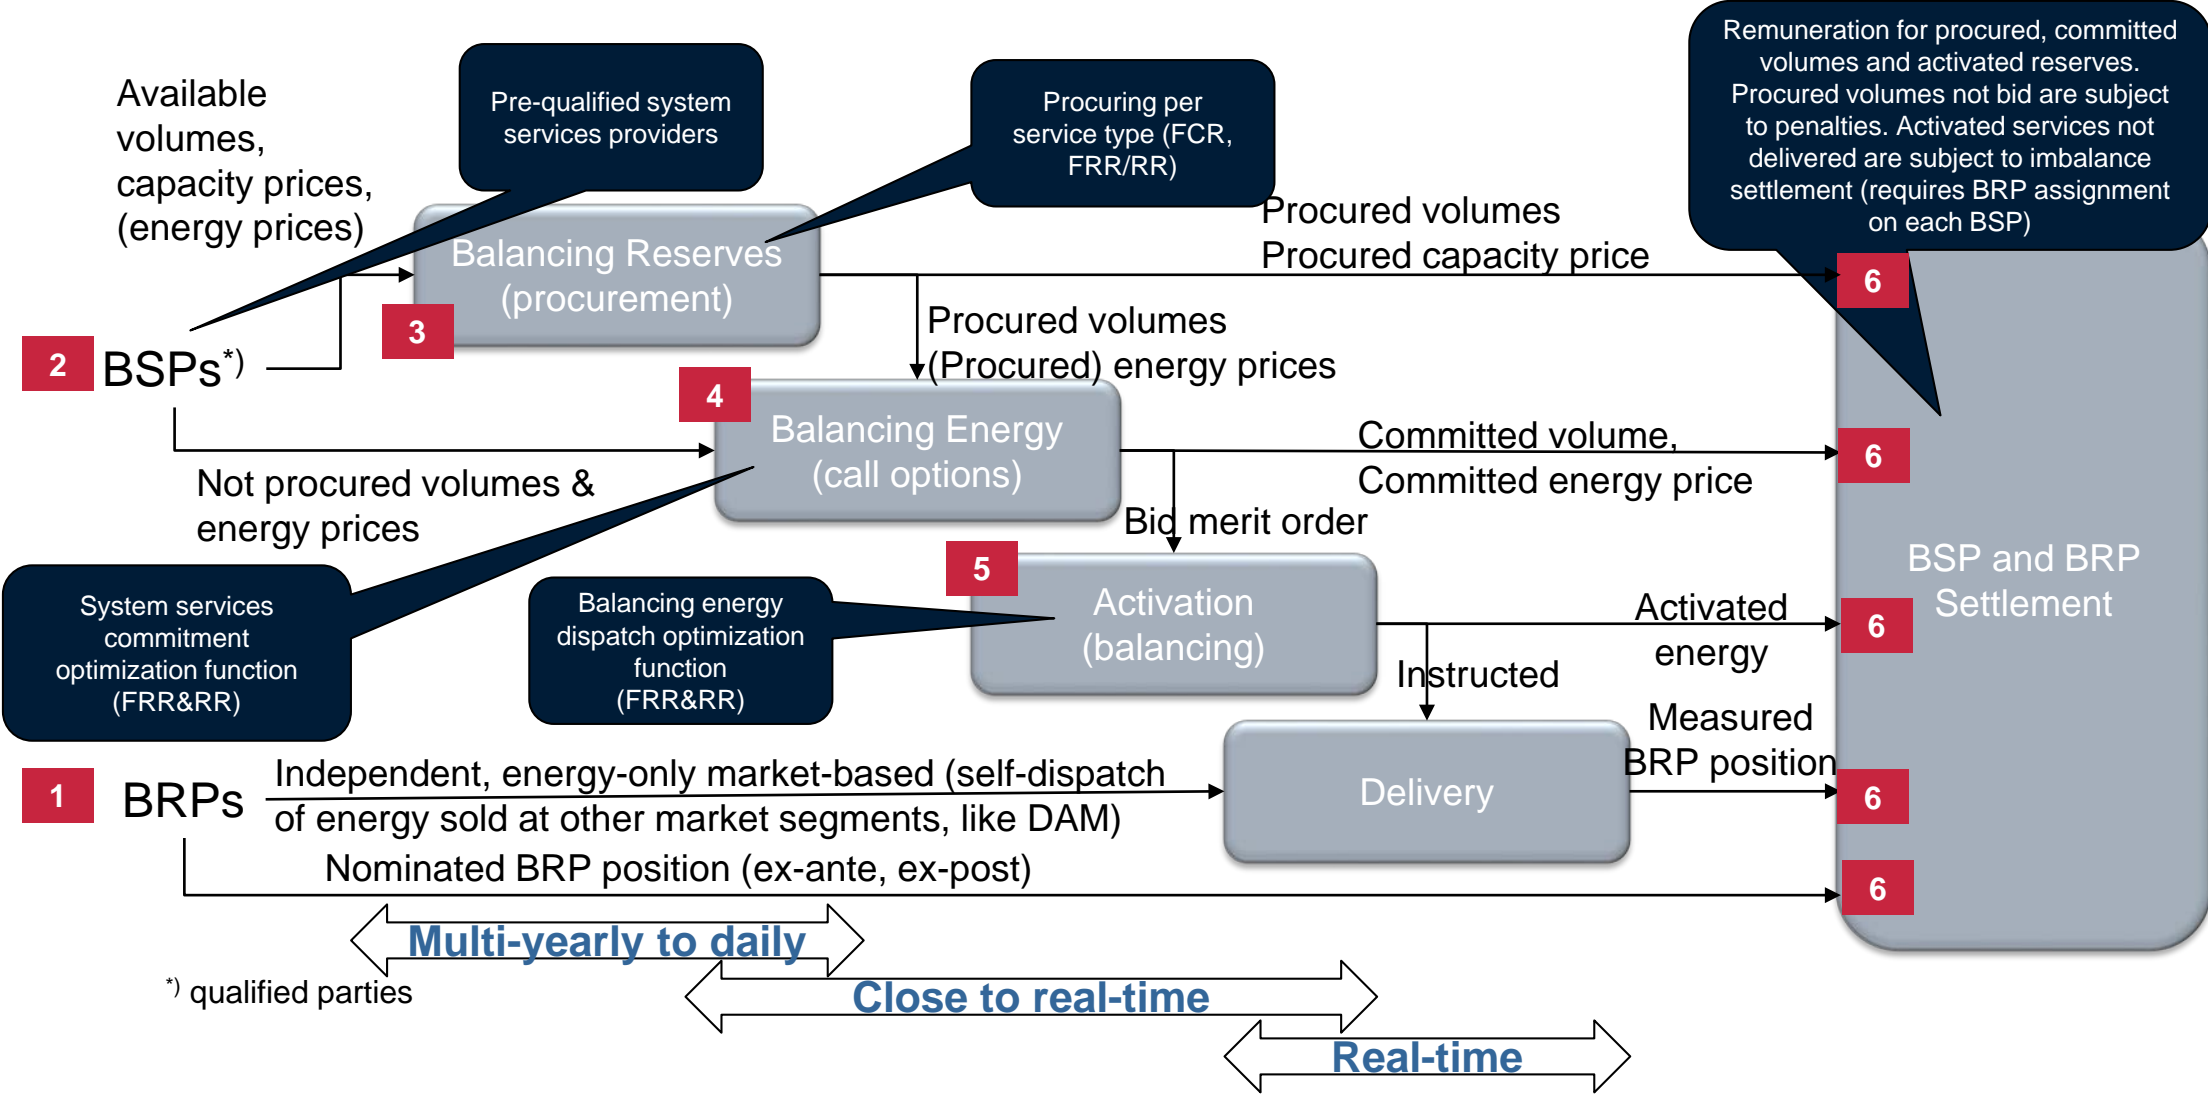 Remuneration for procured, committed
volumes and activated reserves.
Procured volumes not bid are subject
to penalties. Activated services not
delivered are subject to imbalance
settlement (requires BRP assignment
on each BSP)
Available
volumes,
capacity prices,
(energy prices)
Pre-qualified system
services providers
Procuring per
service type (FCR,
FRR/RR)
Balancing Reserves
(procurement)
3
Procured volumes
Procured capacity price
6
2
BSPs*)
Procured volumes
(Procured) energy prices
4
Balancing Energy
(call options)
Committed volume,
Committed energy price
6
Not procured volumes &
energy prices
Bid merit order
System services
commitment
optimization function
(FRR&RR)
Balancing energy
dispatch optimization
function
(FRR&RR)
5
Activation
(balancing)
BSP and BRP
Settlement
Activated
energy
6
Instructed
Measured
BRP position
6
1
BRPs
Independent, energy-only market-based (self-dispatch
of energy sold at other market segments, like DAM)
Delivery
Nominated BRP position (ex-ante, ex-post)
6
Multi-yearly to daily
*) qualified parties
Close to real-time
Real-time